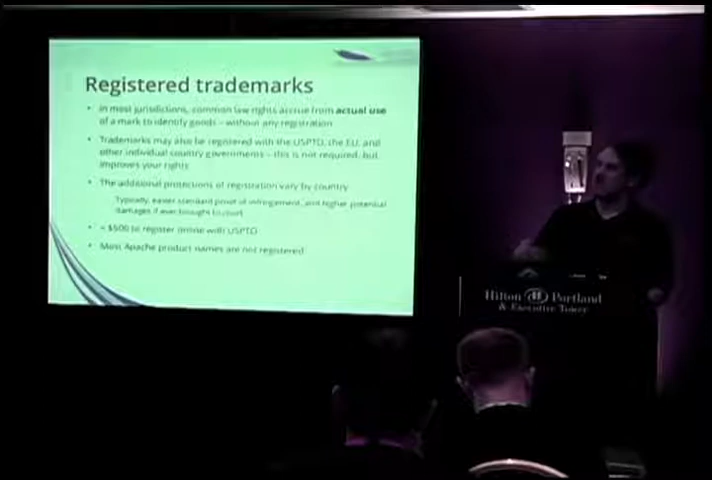 Registered trademarks
• In most jurisdictions, common law rights accrue from actual use
of a mark to identify goods – without any registration
• Trademarks may also be registered with the USPTO, the EU, and
other individual country governments – this is not required, but
improves your rights
• The additional protections of registration vary by country
Typically, easier standard proof of infringement, and higher potential
damages if ever brought to court
• ~ $500 to register online with USPTO
• Most Apache product names are not registered
Hilton Portland
& Executive Tower